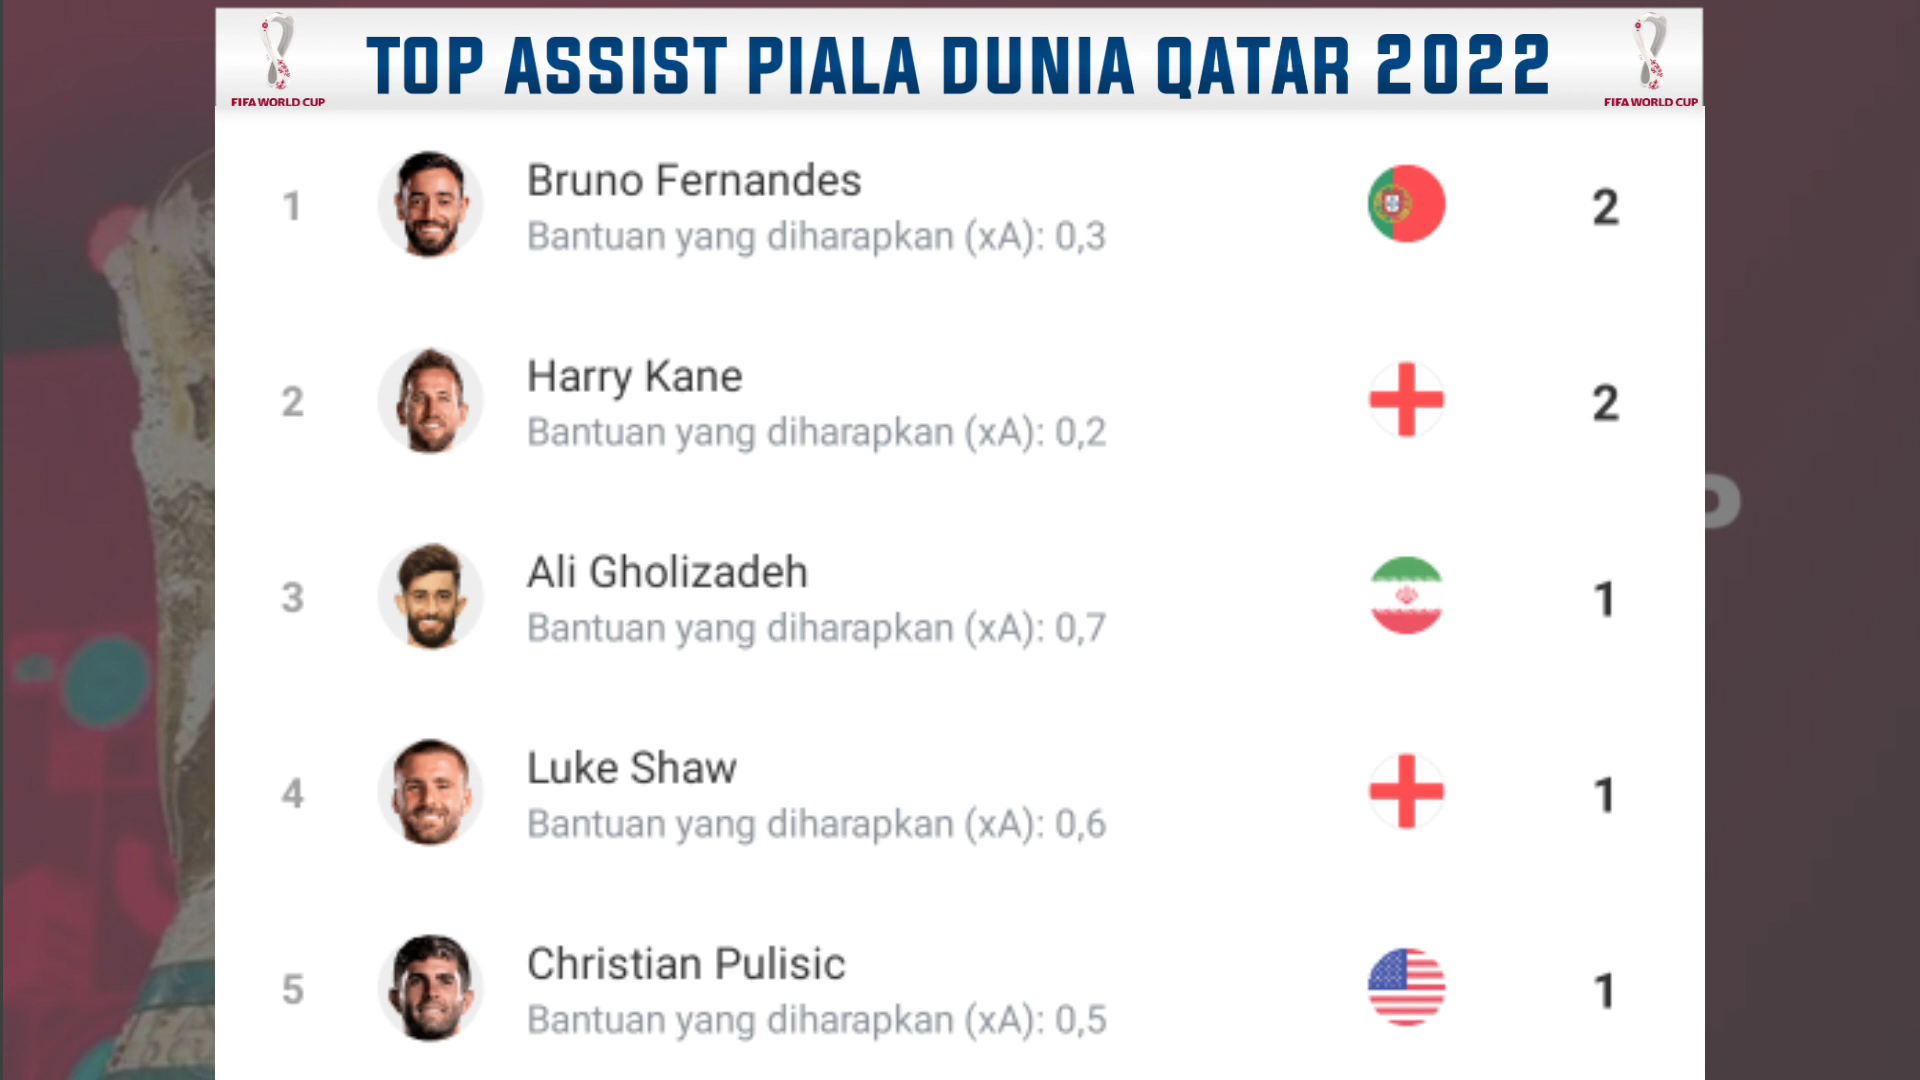 TOP ASSIST PIALA DUNIA QATAR 2022
FIFA WORLD CUP
FIFA WORLD CUP
1
Bruno Fernandes
Bantuan yang diharapkan (xA): 0,3
2
2
Harry Kane
Bantuan yang diharapkan (xA): 0,2
2
3
Ali Gholizadeh
Bantuan yang diharapkan (xA): 0,7
1
4
Luke Shaw
Bantuan yang diharapkan (xA): 0,6
1
5
Christian Pulisic
Bantuan yang diharapkan (xA): 0,5
1